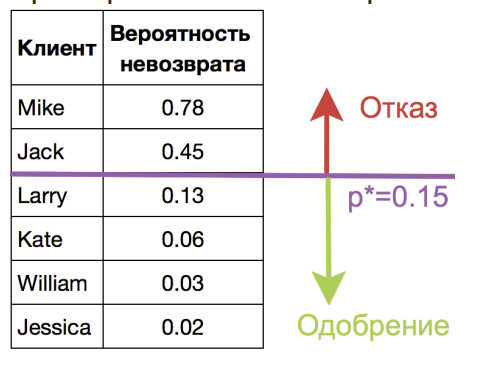 Клиент Вероятность невозврата
Mike 0.78
Отказ
Jack 0.45
Larry 0.13
p*=0.15
Kate 0.06
William 0.03
Jessica 0.02
Одобрение